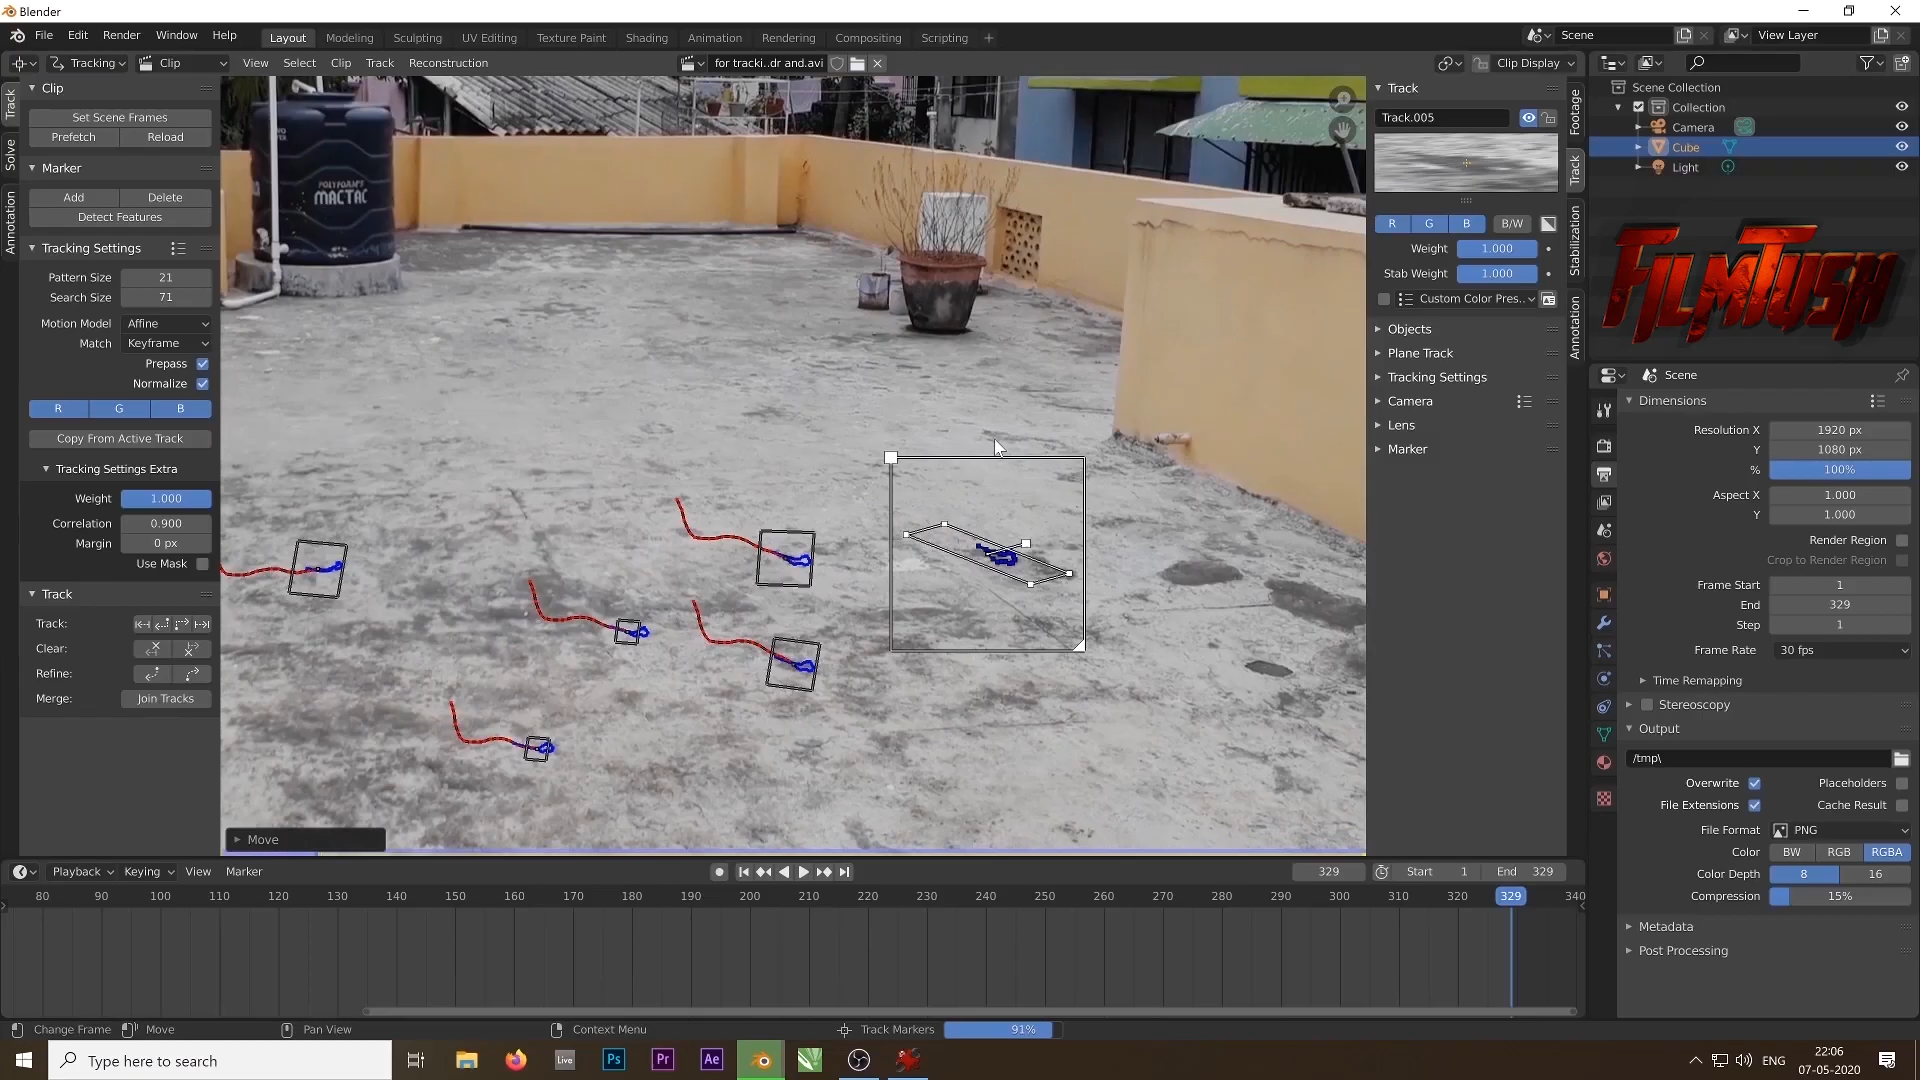 Blender
File Edit Render Window Help
Layout Modeling Sculpting UV Editing Texture Paint Shading Animation Rendering Compositing Scripting
Scene
View Layer
Tracking Clip View Select Clip Track Reconstruction
for tracki..dr and.avi
Clip Display
Clip
Set Scene Frames
Prefetch Reload
Marker
Add Delete
Detect Features
Tracking Settings
Pattern Size 21
Search Size 71
Motion Model Affine
Match Keyframe
Prepass
Normalize
R G B
Copy From Active Track
Tracking Settings Extra
Weight 1.000
Correlation 0.900
Margin 0 px
Use Mask
Track
Track:
Clear:
Refine:
Merge: Join Tracks
Track
Solve
Annotation
MACTAC
Move
Track
Track.005
R G B B/W
Weight 1.000
Stab Weight 1.000
Custom Color Pres..
Objects
Plane Track
Tracking Settings
Camera
Lens
Marker
Footage
Track
Stabilization
Annotation
Scene Collection
Collection
Camera
Cube
Light
FILMTUSH
Scene
Dimensions
Resolution X 1920 px
Y 1080 px
% 100%
Aspect X 1.000
Y 1.000
Render Region
Crop to Render Region
Frame Start 1
End 329
Step 1
Frame Rate 30 fps
Time Remapping
Stereoscopy
Output
/tmp\
Overwrite Placeholders
File Extensions Cache Result
File Format PNG
Color BW RGB RGBA
Color Depth 8 16
Compression 15%
Metadata
Post Processing
Playback Keying View Marker
329
Start 1 End 329
80 90 100 110 120 130 140 150 160 170 180 190 200 210 220 230 240 250 260 270 280 290 300 310 320 329 340
Change Frame Move Pan View Context Menu Track Markers 91%
Type here to search
Live Ps Pr Ae
ENG
22:06
07-05-2020